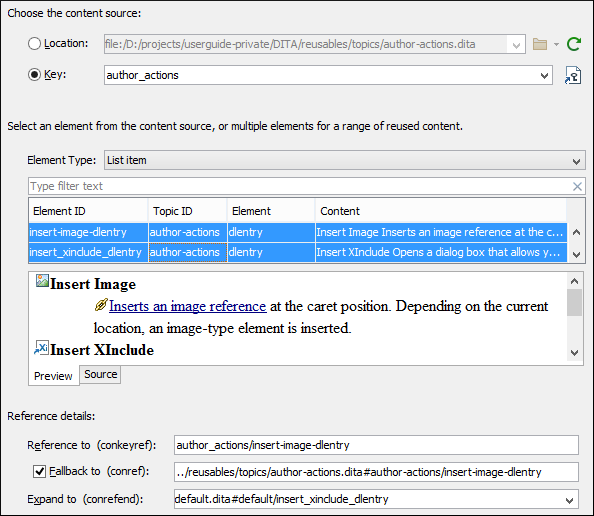 Choose the content source:
Location: file:/D:/projects/userguide-private/DITA/reusables/topics/author-actions.dita
Key: author_actions
Select an element from the content source, or multiple elements for a range of reused content.
Element Type: List item
Type filter text
Element ID Topic ID Element Content
insert-image-dlentry author-actions dlentry Insert Image Inserts an image reference at the c...
insert_xinclude_dlentry author-actions dlentry Insert XInclude Opens a dialog box that allows y...
Insert Image
Inserts an image reference at the caret position. Depending on the current
location, an image-type element is inserted.
Insert XInclude
Preview Source
Reference details:
Reference to (conkeyref): author_actions/insert-image-dlentry
Fallback to (conref): ../reusables/topics/author-actions.dita#author-actions/insert-image-dlentry
Expand to (conrefend): default.dita#default/insert_xinclude_dlentry